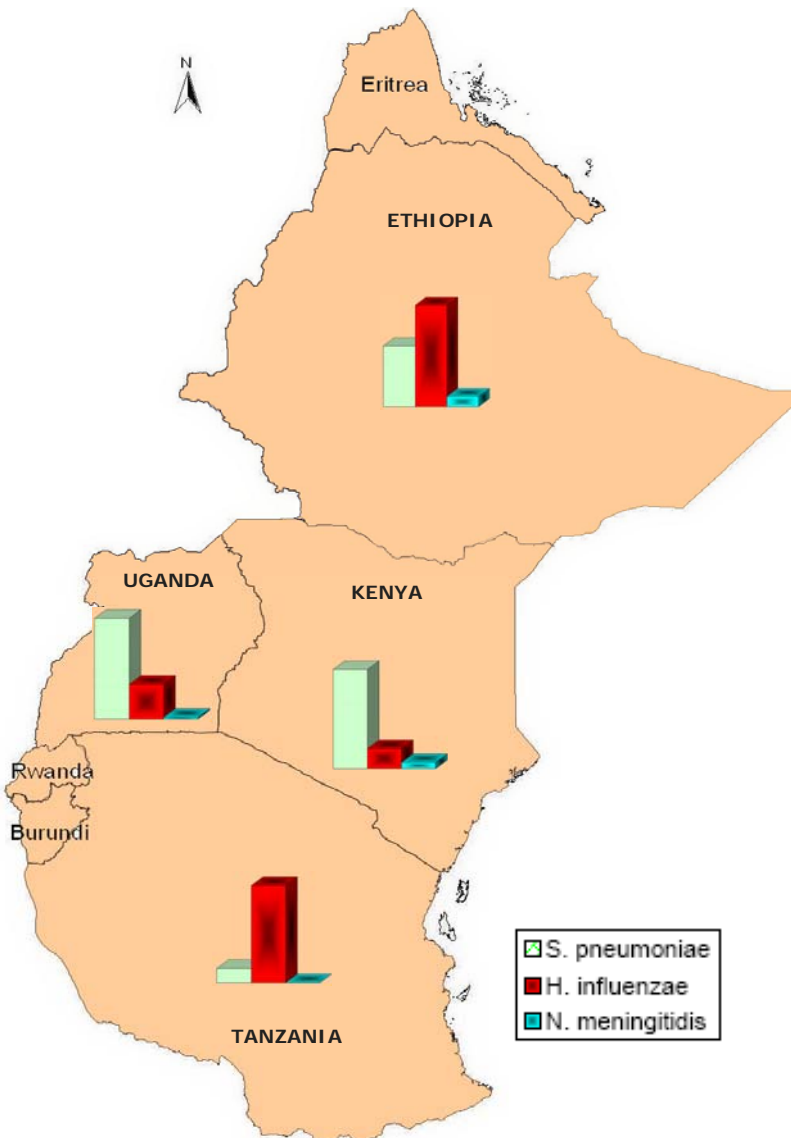 N
Eritrea
ETHIOPIA
UGANDA
KENYA
Rwanda
Burundi
S. pneumoniae
H. influenzae
N. meningitidis
TANZANIA